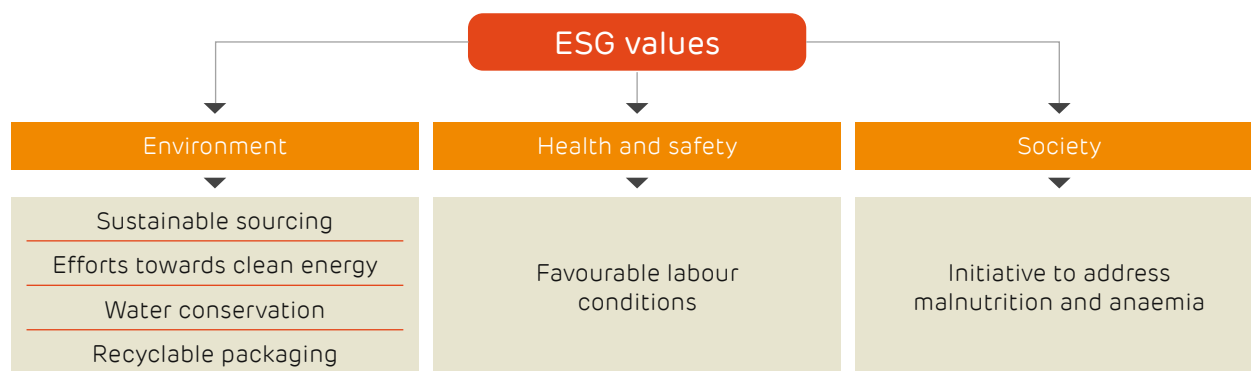 ESG values
Environment
Sustainable sourcing
Efforts towards clean energy
Water conservation
Recyclable packaging
Health and safety
Favourable labour
conditions
Society
Initiative to address
malnutrition and anaemia